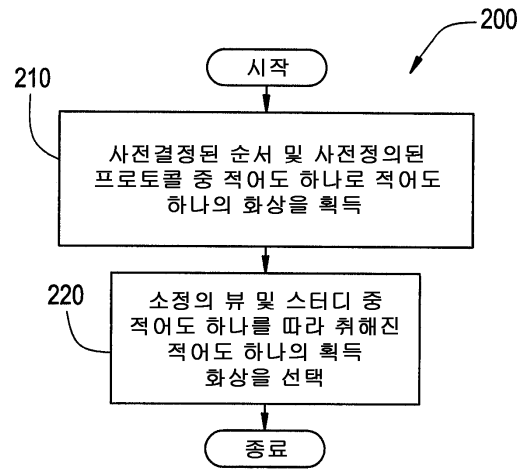 200
시작
210
사전결정된 순서 및 사전정의된
프로토콜 중 적어도 하나로 적어도
하나의 화상을 획득
220
소정의 뷰 및 스터디 중
적어도 하나를 따라 취해진
적어도 하나의 획득
화상을 선택
종료